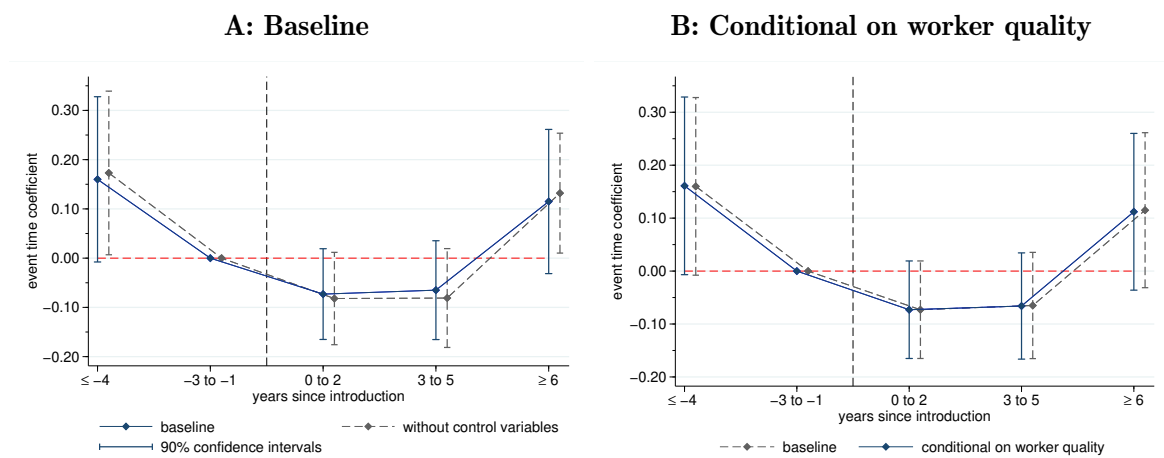 A: Baseline
event time coefficient
0.30
0.20
0.10
0.00
−0.10
−0.20
≤ −4
−3 to −1
0 to 2
3 to 5
≥ 6
years since introduction
baseline
without control variables
90% confidence intervals
B: Conditional on worker quality
event time coefficient
0.30
0.20
0.10
0.00
−0.10
−0.20
≤ −4
−3 to −1
0 to 2
3 to 5
≥ 6
years since introduction
baseline
conditional on worker quality